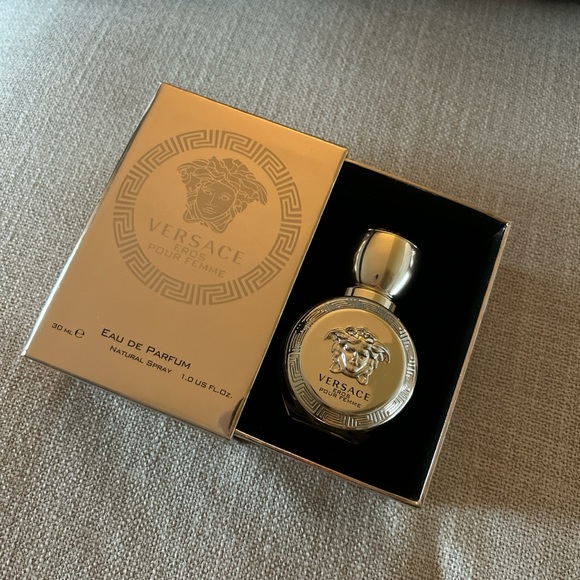 VERSACE
EROS
POUR FEMME
30 ML ℮
EAU DE PARFUM
NATURAL SPRAY 1.0 US FL.OZ.
VERSACE
EROS
POUR FEMME